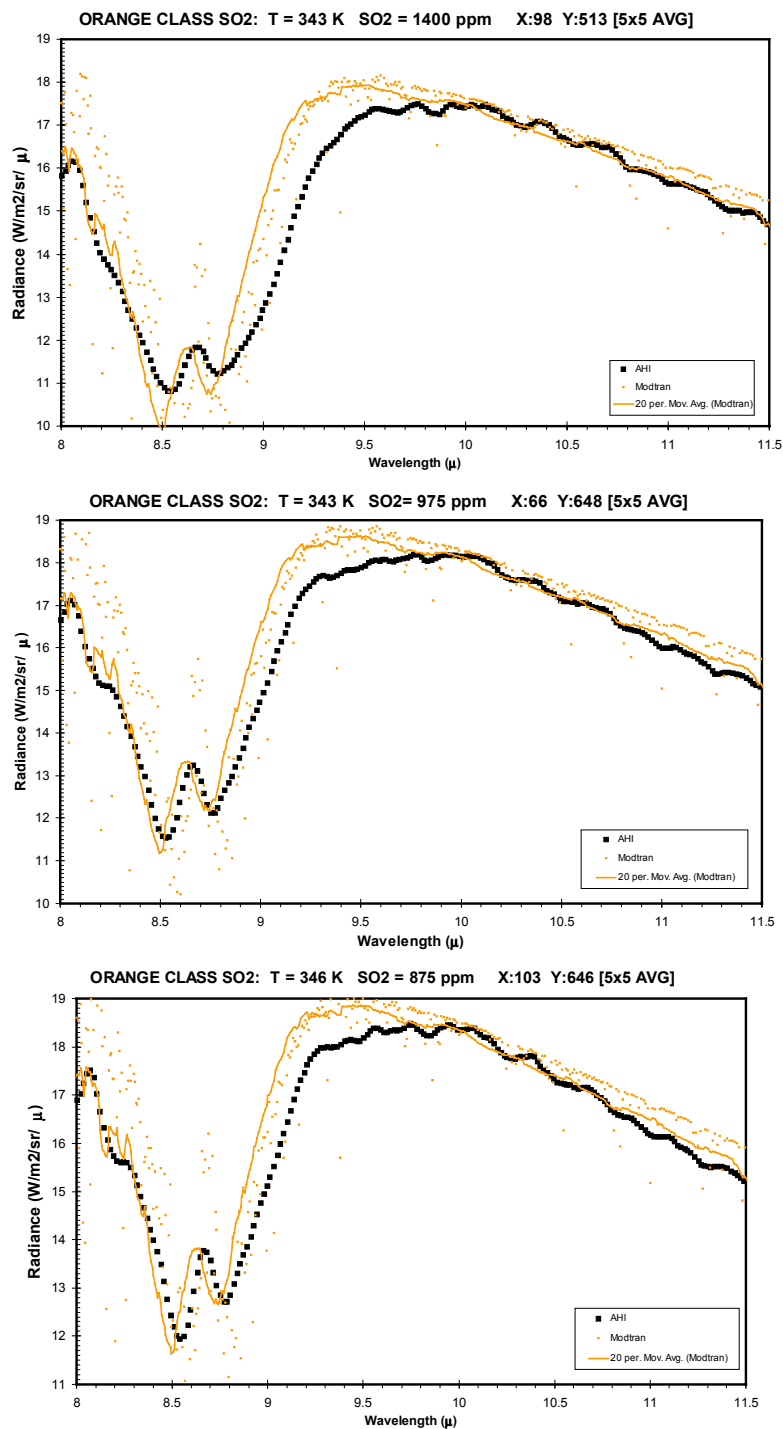 ORANGE CLASS SO2: T = 343 K SO2 = 1400 ppm X:98 Y:513 [5x5 AVG]
19
18
17
16
15
14
13
12
11
10
Radiance (W/m2/sr/ μ)
AHI
Modtran
20 per. Mov. Avg. (Modtran)
8 8.5 9 9.5 10 10.5 11 11.5
Wavelength (μ)
ORANGE CLASS SO2: T = 343 K SO2= 975 ppm X:66 Y:648 [5x5 AVG]
19
18
17
16
15
14
13
12
11
10
Radiance (W/m2/sr/ μ)
AHI
Modtran
20 per. Mov. Avg. (Modtran)
8 8.5 9 9.5 10 10.5 11 11.5
Wavelength (μ)
ORANGE CLASS SO2: T = 346 K SO2 = 875 ppm X:103 Y:646 [5x5 AVG]
19
18
17
16
15
14
13
12
11
Radiance (W/m2/sr/ μ)
AHI
Modtran
20 per. Mov. Avg. (Modtran)
8 8.5 9 9.5 10 10.5 11 11.5
Wavelength (μ)